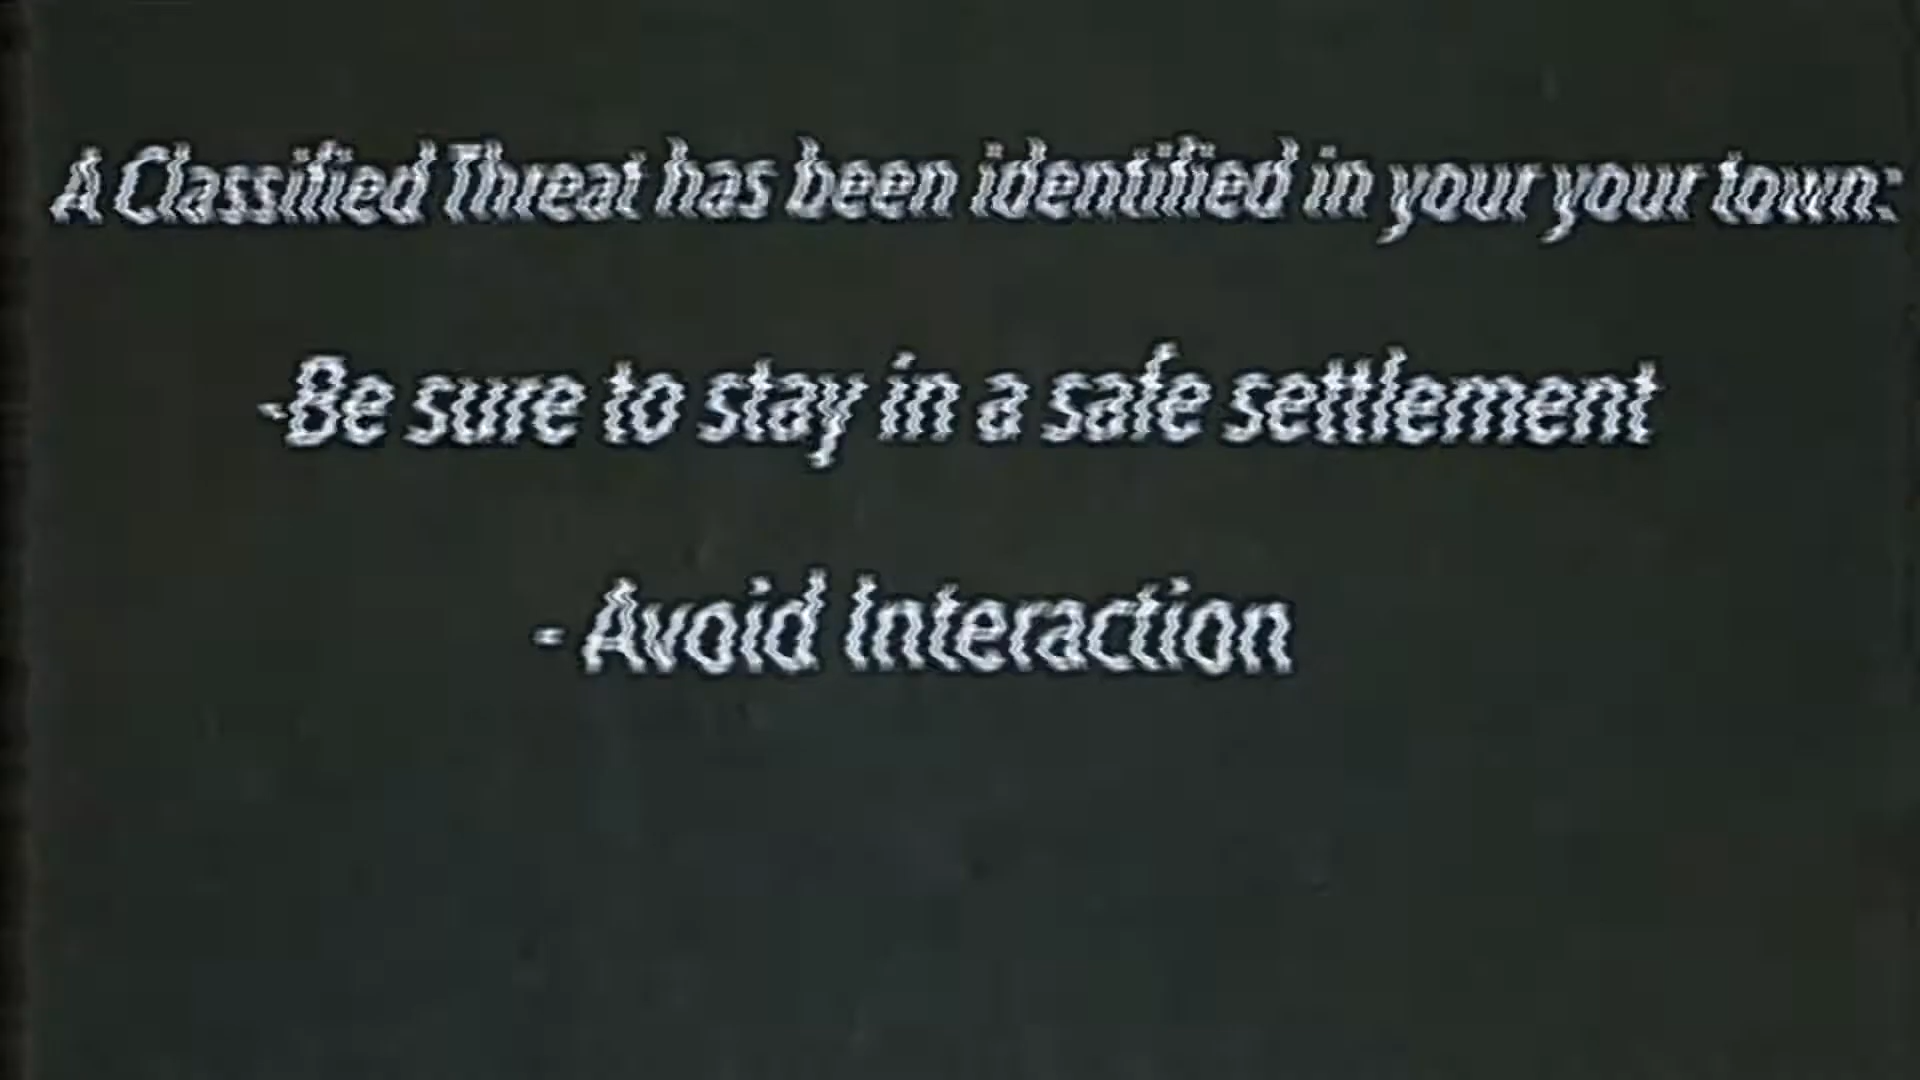 A Classified Threat has been identified in your your town:
-Be sure to stay in a safe settlement
- Avoid Interaction